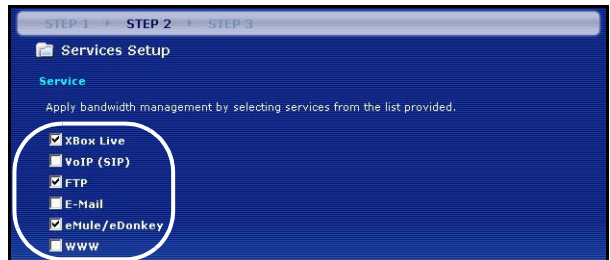 STEP 1 STEP 2 STEP 3
Services Setup
Service
Apply bandwidth management by selecting services from the list provided.
XBox Live
VoIP (SIP)
FTP
E-Mail
eMule/eDonkey
WWW